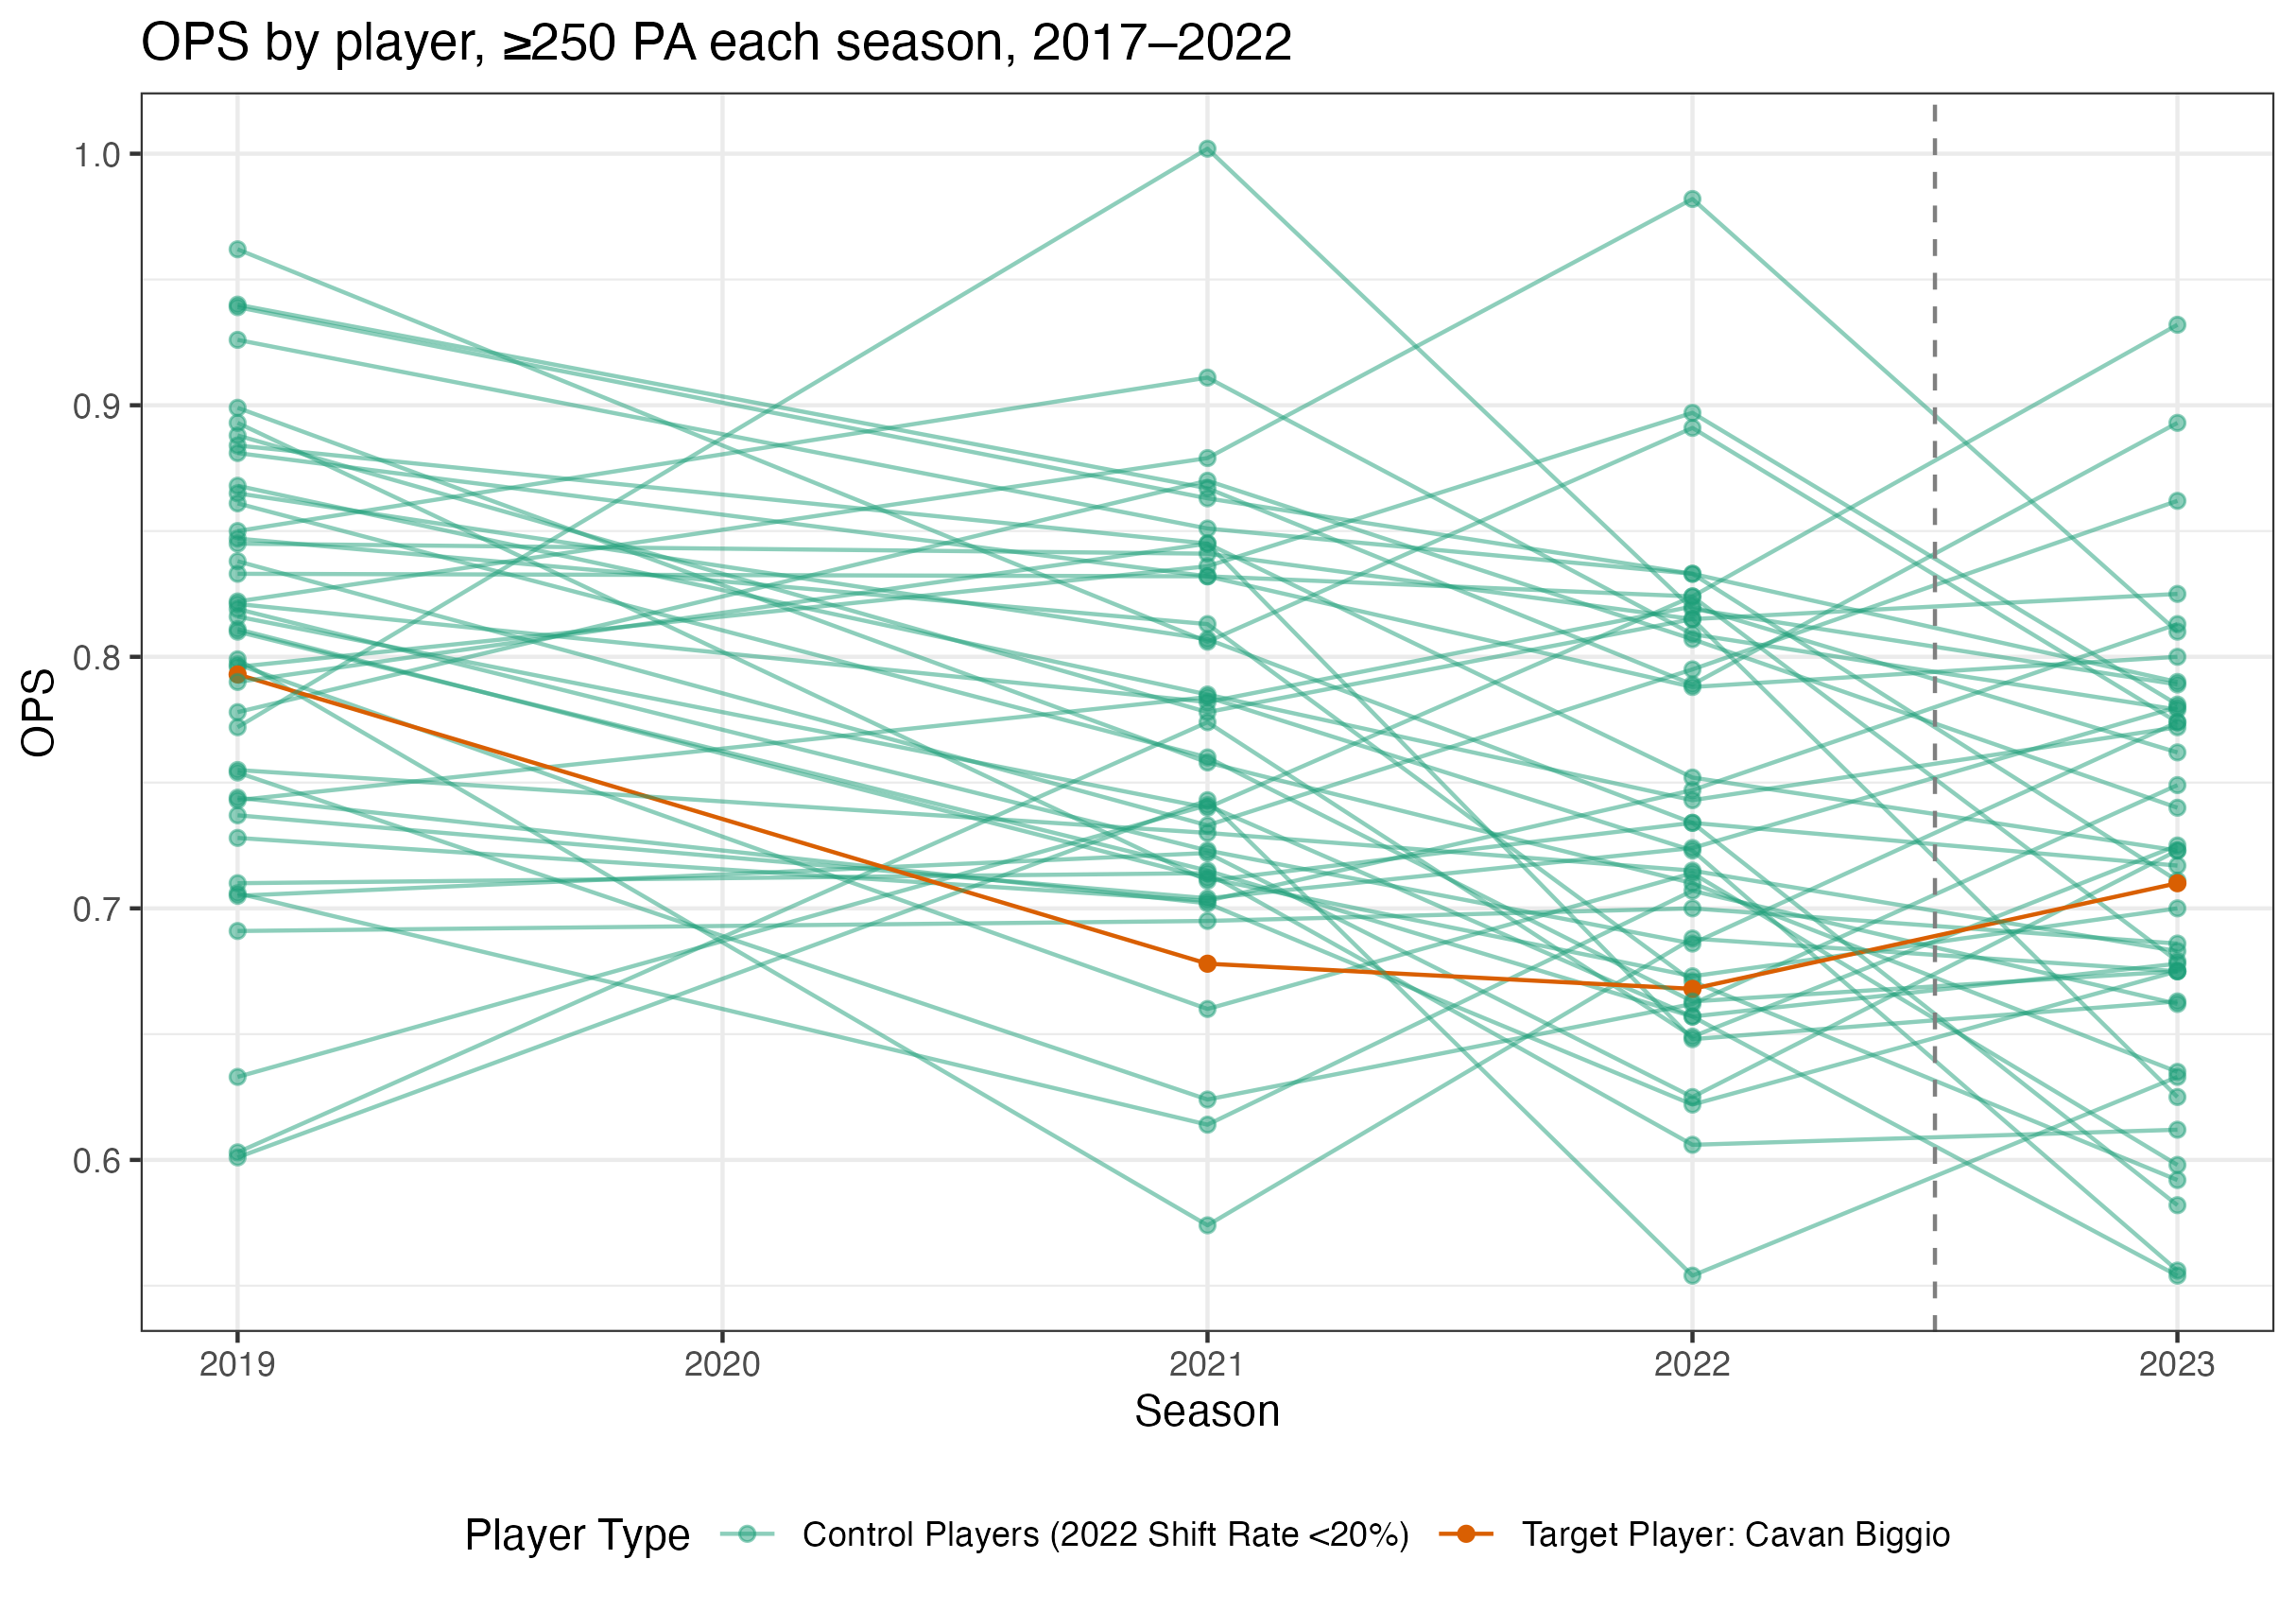 OPS by player, ≥250 PA each season, 2017–2022
OPS
1.0
0.9
0.8
0.7
0.6
2019 2020 2021 2022 2023
Season
Player Type Control Players (2022 Shift Rate <20%) Target Player: Cavan Biggio